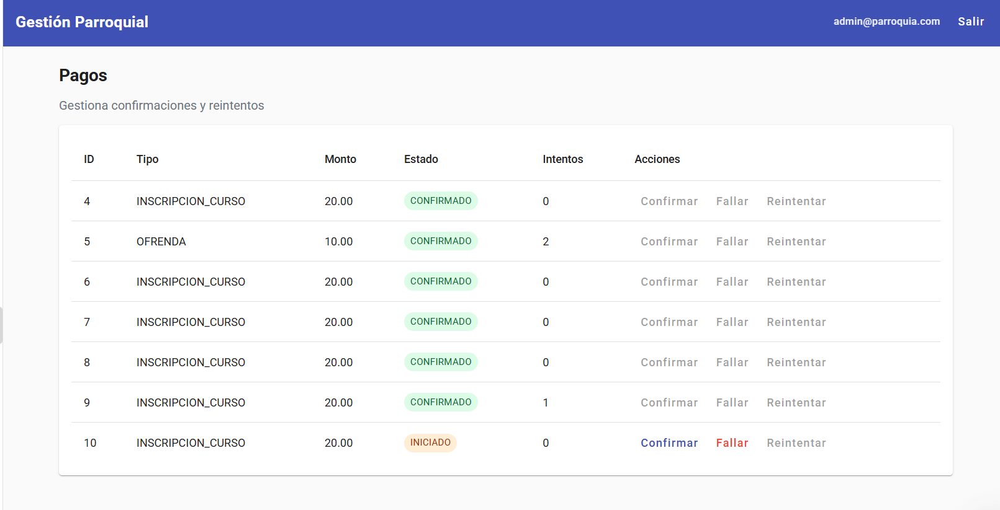 Gestión Parroquial admin@parroquia.com Salir
Pagos
Gestiona confirmaciones y reintentos
ID Tipo Monto Estado Intentos Acciones
4 INSCRIPCION_CURSO 20.00 CONFIRMADO 0 Confirmar Fallar Reintentar
5 OFRENDA 10.00 CONFIRMADO 2 Confirmar Fallar Reintentar
6 INSCRIPCION_CURSO 20.00 CONFIRMADO 0 Confirmar Fallar Reintentar
7 INSCRIPCION_CURSO 20.00 CONFIRMADO 0 Confirmar Fallar Reintentar
8 INSCRIPCION_CURSO 20.00 CONFIRMADO 0 Confirmar Fallar Reintentar
9 INSCRIPCION_CURSO 20.00 CONFIRMADO 1 Confirmar Fallar Reintentar
10 INSCRIPCION_CURSO 20.00 INICIADO 0 Confirmar Fallar Reintentar